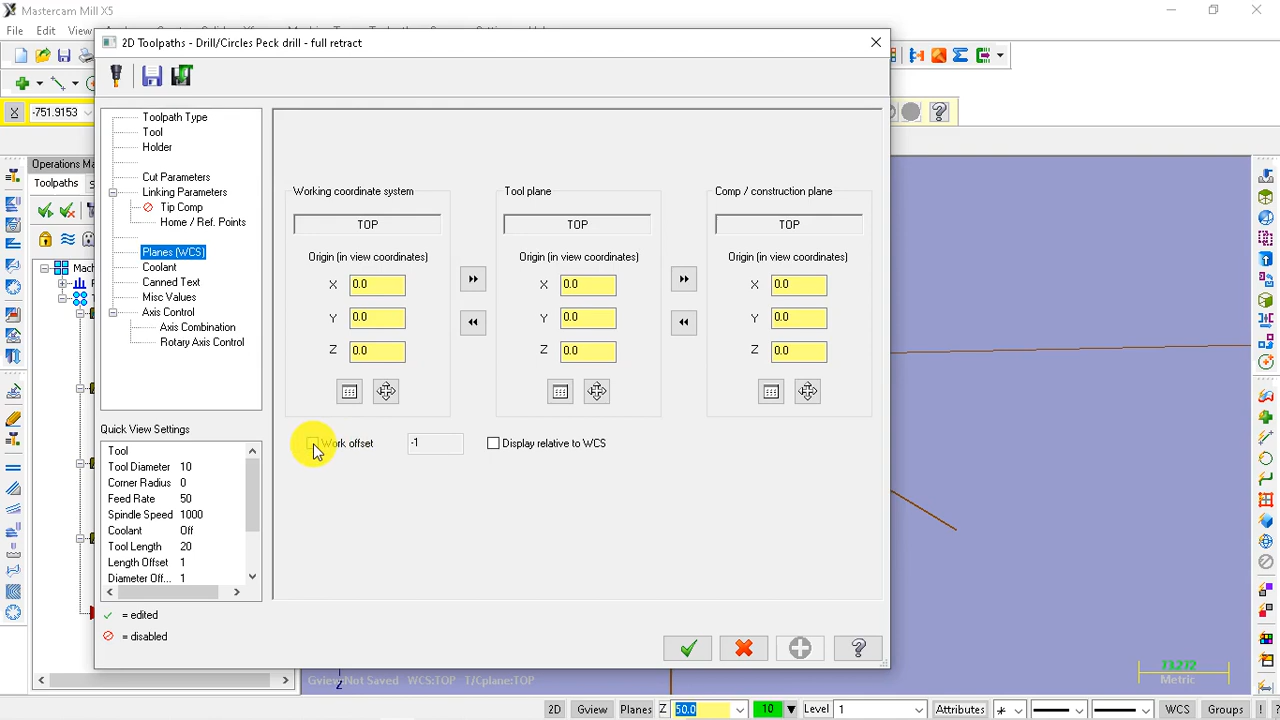 Mastercam Mill X5
File Edit View
2D Toolpaths - Drill/Circles Peck drill - full retract
-751.9153
Operations Ma
Toolpaths
Mach
Toolpath Type
Tool
Holder
Cut Parameters
Linking Parameters
Tip Comp
Home / Ref. Points
Planes (WCS)
Coolant
Canned Text
Misc Values
Axis Control
Axis Combination
Rotary Axis Control
Working coordinate system
TOP
Origin (in view coordinates)
X 0.0
Y 0.0
Z 0.0
Tool plane
TOP
X 0.0
Y 0.0
Z 0.0
Comp / construction plane
TOP
Origin (in view coordinates)
X 0.0
Y 0.0
Z 0.0
Work offset -1
Display relative to WCS
Quick View Settings
Tool
Tool Diameter 10
Corner Radius 0
Feed Rate 50
Spindle Speed 1000
Coolant Off
Tool Length 20
Length Offset 1
Diameter Off... 1
= edited
= disabled
Gview:Not Saved WCS:TOP T/Cplane:TOP
73.272
Metric
2D Gview Planes Z 50.0 10 Level 1 Attributes WCS Groups